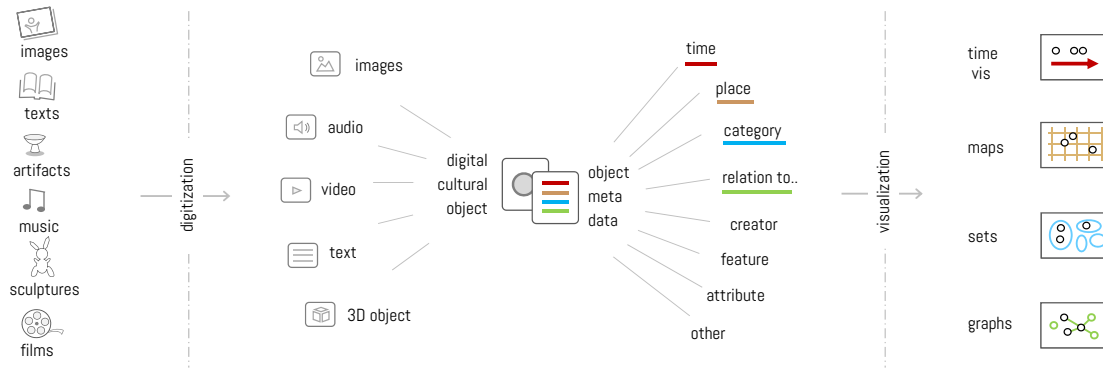 images
texts
artifacts
music
sculptures
films
digitization
images
audio
video
text
3D object
digital
cultural
object
object
meta
data
time
place
category
relation to..
creator
feature
attribute
other
visualization
time
vis
maps
sets
graphs